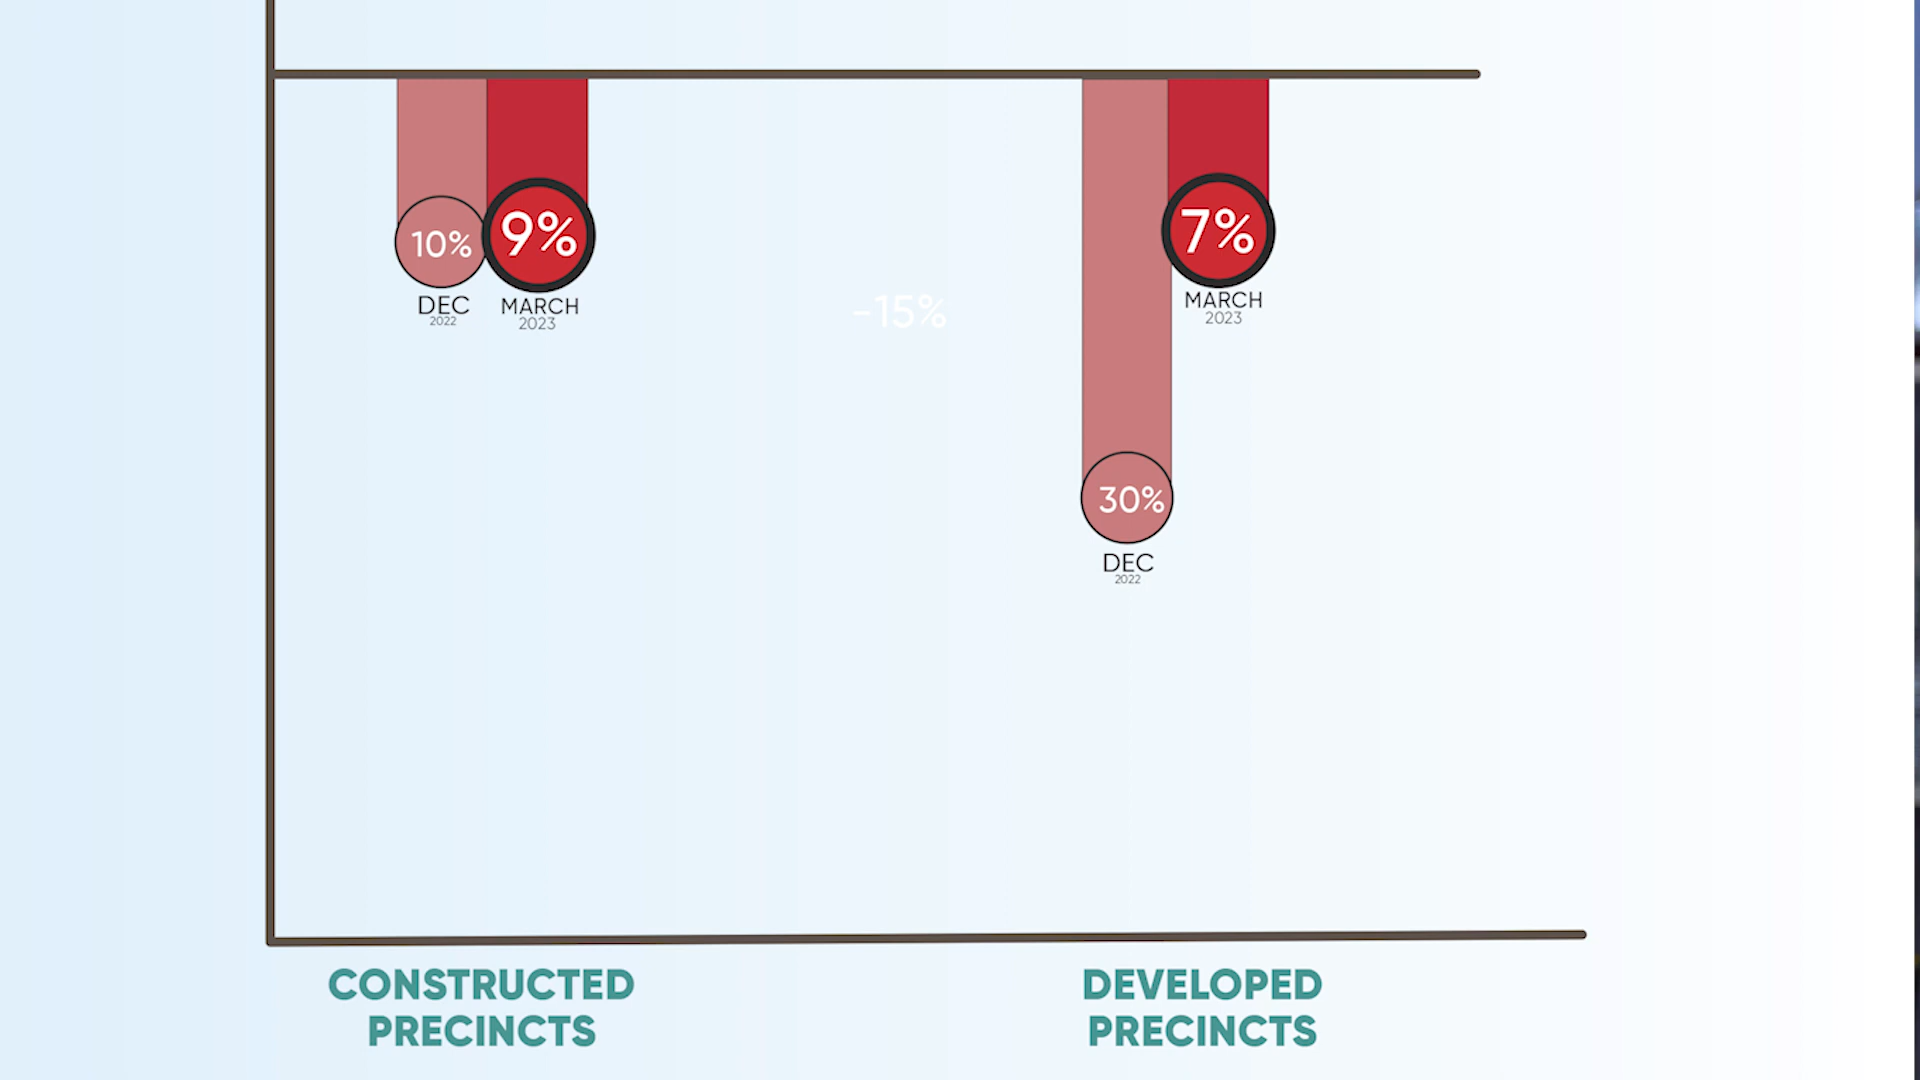 10%
DEC
2022
9%
MARCH
2023
-15%
30%
DEC
2022
7%
MARCH
2023
CONSTRUCTED
PRECINCTS
DEVELOPED
PRECINCTS